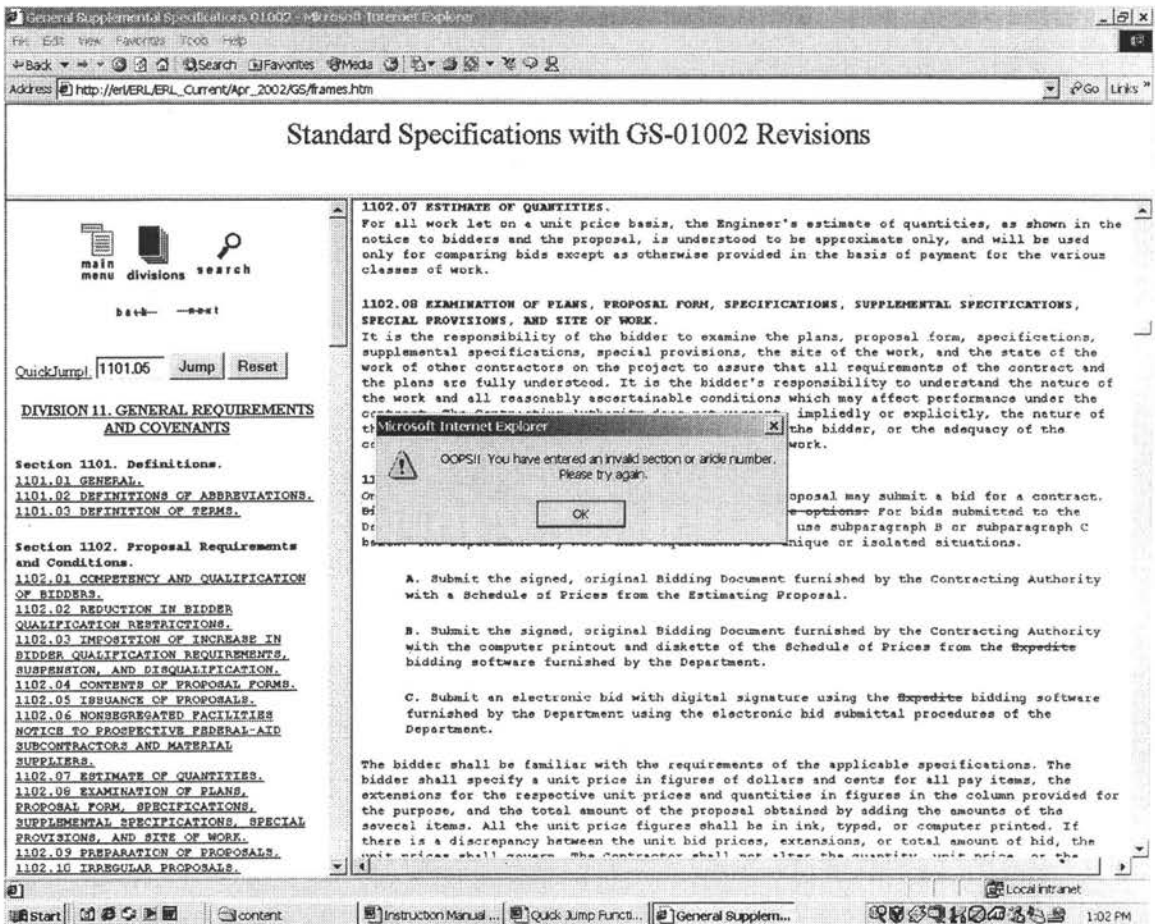 General Supplemental Specifications 01002 - Microsoft Internet Explorer
File Edit View Favorites Tools Help
Back Search Favorites Media
Address http://erl/ERL/ERL_Current/Apr_2002/GS/frames.htm Go Links »
Standard Specifications with GS-01002 Revisions
main menu divisions search
back next
QuickJump!. 1101.05 Jump Reset
DIVISION 11. GENERAL REQUIREMENTS
AND COVENANTS
Section 1101. Definitions.
1101.01 GENERAL.
1101.02 DEFINITIONS OF ABBREVIATIONS.
1101.03 DEFINITION OF TERMS.
Section 1102. Proposal Requirements
and Conditions.
1102.01 COMPETENCY AND QUALIFICATION
OF BIDDERS.
1102.02 REDUCTION IN BIDDER
QUALIFICATION RESTRICTIONS.
1102.03 IMPOSITION OF INCREASE IN
BIDDER QUALIFICATION REQUIREMENTS,
SUSPENSION, AND DISQUALIFICATION.
1102.04 CONTENTS OF PROPOSAL FORMS.
1102.05 ISSUANCE OF PROPOSALS.
1102.06 NONSEGREGATED FACILITIES
NOTICE TO PROSPECTIVE FEDERAL-AID
SUBCONTRACTORS AND MATERIAL
SUPPLIERS.
1102.07 ESTIMATE OF QUANTITIES.
1102.08 EXAMINATION OF PLANS,
PROPOSAL FORM, SPECIFICATIONS,
SUPPLEMENTAL SPECIFICATIONS, SPECIAL
PROVISIONS, AND SITE OF WORK.
1102.09 PREPARATION OF PROPOSALS.
1102.10 IRREGULAR PROPOSALS.
1102.07 ESTIMATE OF QUANTITIES.
For all work let on a unit price basis, the Engineer's estimate of quantities, as shown in the
notice to bidders and the proposal, is understood to be approximate only, and will be used
only for comparing bids except as otherwise provided in the basis of payment for the various
classes of work.
1102.08 EXAMINATION OF PLANS, PROPOSAL FORM, SPECIFICATIONS, SUPPLEMENTAL SPECIFICATIONS,
SPECIAL PROVISIONS, AND SITE OF WORK.
It is the responsibility of the bidder to examine the plans, proposal form, specifications,
supplemental specifications, special provisions, the site of the work, and the state of the
work of other contractors on the project to assure that all requirements of the contract and
the plans are fully understood. It is the bidder's responsibility to understand the nature of
the work and all reasonably ascertainable conditions which may affect performance under the
impliedly or explicitly, the nature of
the bidder, or the adequacy of the
work.
Microsoft Internet Explorer
OOPS!! You have entered an invalid section or aricle number.
Please try again.
OK
oposal may submit a bid for a contract.
e options: For bids submitted to the
use subparagraph B or subparagraph C
nique or isolated situations.
A. Submit the signed, original Bidding Document furnished by the Contracting Authority
with a Schedule of Prices from the Estimating Proposal.
B. Submit the signed, original Bidding Document furnished by the Contracting Authority
with the computer printout and diskette of the Schedule of Prices from the Expedite
bidding software furnished by the Department.
C. Submit an electronic bid with digital signature using the Expedite bidding software
furnished by the Department using the electronic bid submittal procedures of the
Department.
The bidder shall be familiar with the requirements of the applicable specifications. The
bidder shall specify a unit price in figures of dollars and cents for all pay items, the
extensions for the respective unit prices and quantities in figures in the column provided for
the purpose, and the total amount of the proposal obtained by adding the amounts of the
several items. All the unit price figures shall be in ink, typed, or computer printed. If
there is a discrepancy between the unit bid prices, extensions, or total amount of bid, the
unit prices shall govern. The Contractor shall not alter the quantity, unit price, or the
Local intranet
Start content Instruction Manual ... Quick Jump Functi... General Supplem... 1:02 PM